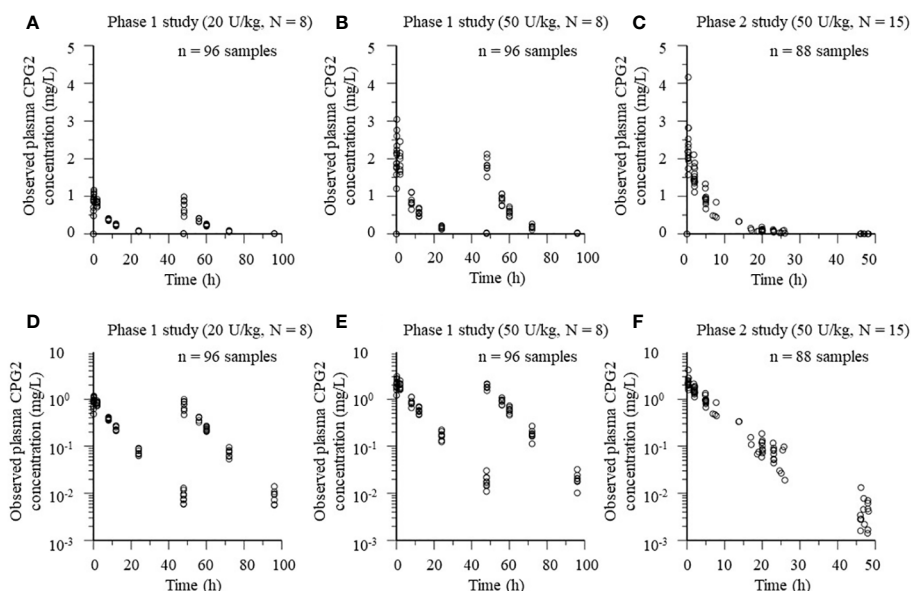 A Phase 1 study (20 U/kg, N = 8)
n = 96 samples
Observed plasma CPG2
concentration (mg/L)
5
4
3
2
1
0
0 20 40 60 80 100
Time (h)
B Phase 1 study (50 U/kg, N = 8)
n = 96 samples
Observed plasma CPG2
concentration (mg/L)
5
4
3
2
1
0
0 20 40 60 80 100
Time (h)
C Phase 2 study (50 U/kg, N = 15)
n = 88 samples
Observed plasma CPG2
concentration (mg/L)
5
4
3
2
1
0
0 10 20 30 40 50
Time (h)
D Phase 1 study (20 U/kg, N = 8)
n = 96 samples
Observed plasma CPG2
concentration (mg/L)
10
10⁰
10⁻¹
10⁻²
10⁻³
0 20 40 60 80 100
Time (h)
E Phase 1 study (50 U/kg, N = 8)
n = 96 samples
Observed plasma CPG2
concentration (mg/L)
10
10⁰
10⁻¹
10⁻²
10⁻³
0 20 40 60 80 100
Time (h)
F Phase 2 study (50 U/kg, N = 15)
n = 88 samples
Observed plasma CPG2
concentration (mg/L)
10
10⁰
10⁻¹
10⁻²
10⁻³
0 10 20 30 40 50
Time (h)